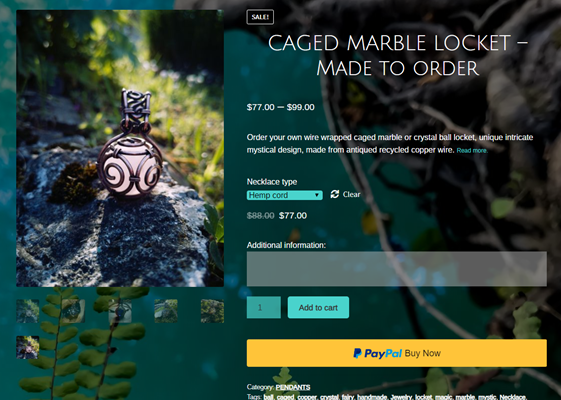 SALE!
CAGED MARBLE LOCKET –
MADE TO ORDER
$77.00 – $99.00
Order your own wire wrapped caged marble or crystal ball locket, unique intricate
mystical design, made from antiqued recycled copper wire. Read more.
Necklace type
Hemp cord
Clear
$88.00 $77.00
Additional information:
1
Add to cart
PayPal Buy Now
Category: PENDANTS
Tags: ball, caged, copper, crystal, fairy, handmade, Jewelry, locket, magic, marble, mystic, Necklace,